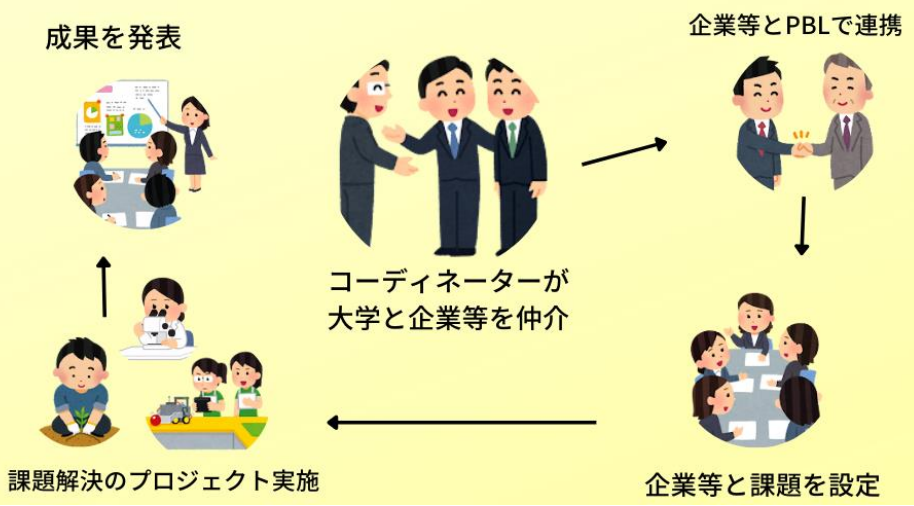 成果を発表
企業等とPBLで連携
コーディネーターが
大学と企業等を仲介
課題解決のプロジェクト実施
企業等と課題を設定